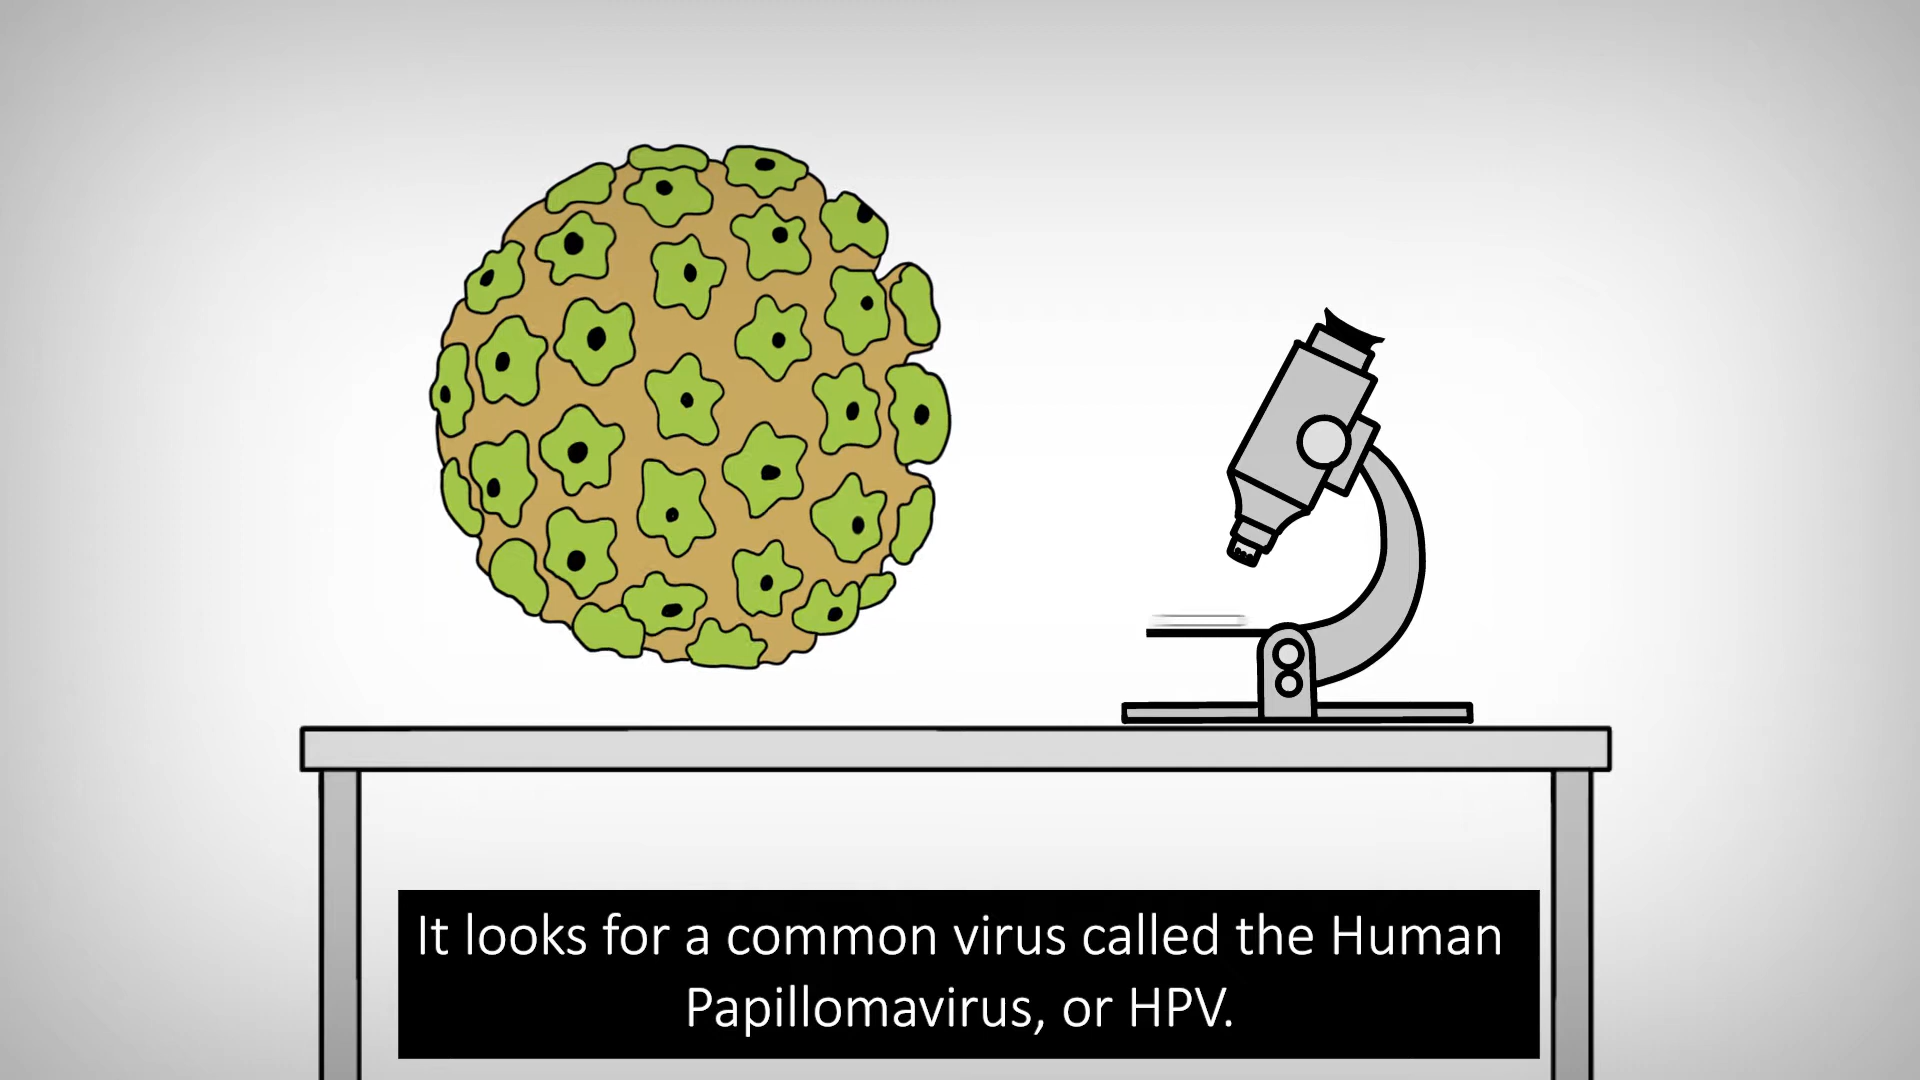 It looks for a common virus called the Human
Papillomavirus, or HPV.